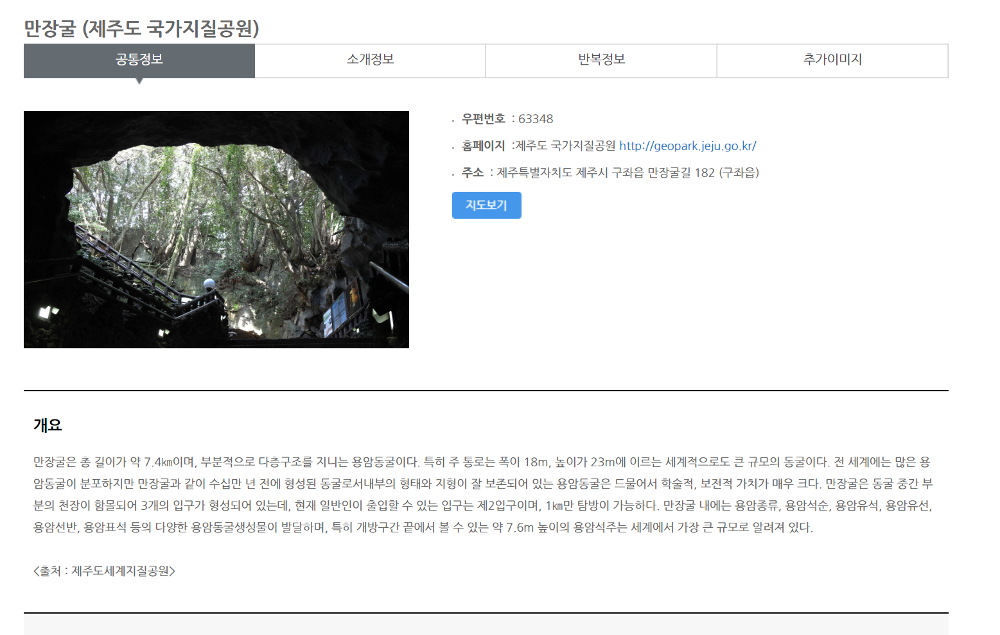 만장굴 (제주도 국가지질공원)
공통정보
소개정보
반복정보
추가이미지
우편번호 : 63348
홈페이지 :제주도 국가지질공원 http://geopark.jeju.go.kr/
주소 : 제주특별자치도 제주시 구좌읍 만장굴길 182 (구좌읍)
지도보기
개요
만장굴은 총 길이가 약 7.4㎞이며, 부분적으로 다층구조를 지니는 용암동굴이다. 특히 주 통로는 폭이 18m, 높이가 23m에 이르는 세계적으로도 큰 규모의 동굴이다. 전 세계에는 많은 용
암동굴이 분포하지만 만장굴과 같이 수십만 년 전에 형성된 동굴로서내부의 형태와 지형이 잘 보존되어 있는 용암동굴은 드물어서 학술적, 보전적 가치가 매우 크다. 만장굴은 동굴 중간 부
분의 천장이 함몰되어 3개의 입구가 형성되어 있는데, 현재 일반인이 출입할 수 있는 입구는 제2입구이며, 1㎞만 탐방이 가능하다. 만장굴 내에는 용암종류, 용암석순, 용암유석, 용암유선,
용암선반, 용암표석 등의 다양한 용암동굴생성물이 발달하며, 특히 개방구간 끝에서 볼 수 있는 약 7.6m 높이의 용암석주는 세계에서 가장 큰 규모로 알려져 있다.
<출처 : 제주도세계지질공원>